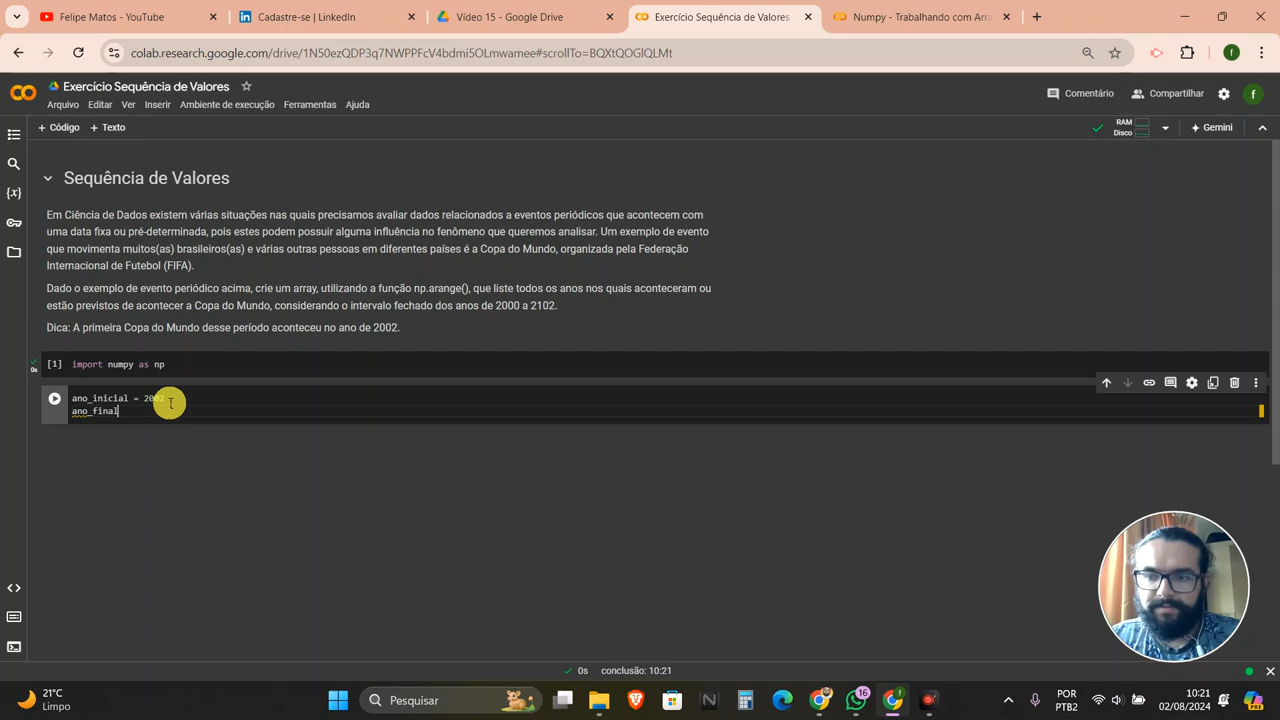 Felipe Matos - YouTube
Cadastre-se | LinkedIn
Vídeo 15 - Google Drive
Exercício Sequência de Valores
Numpy - Trabalhando com Arra
colab.research.google.com/drive/1N50ezQDP3q7NWPPFcV4bdmi5OLmwamee#scrollTo=BQXtQOGlQLMt
f
CO
Exercício Sequência de Valores
Arquivo Editar Ver Inserir Ambiente de execução Ferramentas Ajuda
Comentário
Compartilhar
f
+ Código + Texto
RAM
Disco
Gemini
Sequência de Valores
Em Ciência de Dados existem várias situações nas quais precisamos avaliar dados relacionados a eventos periódicos que acontecem com
uma data fixa ou pré-determinada, pois estes podem possuir alguma influência no fenômeno que queremos analisar. Um exemplo de evento
que movimenta muitos(as) brasileiros(as) e várias outras pessoas em diferentes países é a Copa do Mundo, organizada pela Federação
Internacional de Futebol (FIFA).
Dado o exemplo de evento periódico acima, crie um array, utilizando a função np.arange(), que liste todos os anos nos quais aconteceram ou
estão previstos de acontecer a Copa do Mundo, considerando o intervalo fechado dos anos de 2000 a 2102.
Dica: A primeira Copa do Mundo desse período aconteceu no ano de 2002.
[1] import numpy as np
0s
ano_inicial = 2002
ano_final
0s conclusão: 10:21
21°C
Limpo
Pesquisar
16
POR
PTB2
10:21
02/08/2024